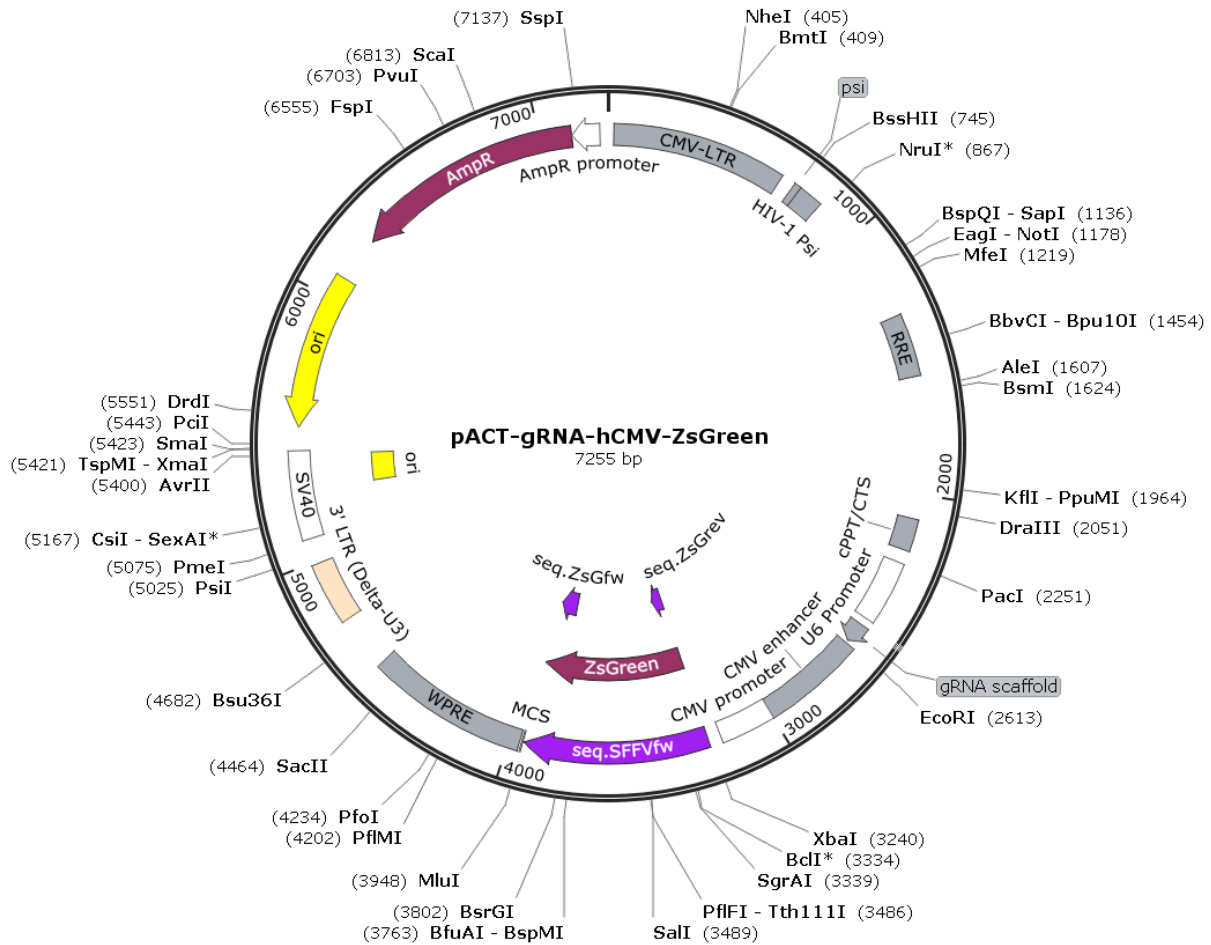 (7137) SspI
(6813) ScaI
(6703) PvuI
(6555) FspI
NheI (405)
BmtI (409)
psi
BssHII (745)
NruI* (867)
BspQI - SapI (1136)
EagI - NotI (1178)
MfeI (1219)
BbvCI - Bpu10I (1454)
AleI (1607)
BsmI (1624)
KflI - PpuMI (1964)
DraIII (2051)
PacI (2251)
gRNA scaffold
EcoRI (2613)
XbaI (3240)
BclI* (3334)
SgrAI (3339)
PflFI - Tth111I (3486)
SalI (3489)
(3763) BfuAI - BspMI
(3802) BsrGI
(3948) MluI
(4202) PflMI
(4234) PfoI
(4464) SacII
(4682) Bsu36I
(5025) PsiI
(5075) PmeI
(5167) CsiI - SexAI*
(5400) AvrII
(5421) TspMI - XmaI
(5423) SmaI
(5443) PciI
(5551) DrdI
1000
2000
3000
4000
5000
6000
7000
AmpR promoter
AmpR
CMV-LTR
HIV-1 Psi
RRE
cPPT/CTS
U6 Promoter
CMV enhancer
CMV promoter
seq.SFFVfw
MCS
WPRE
3' LTR (Delta-U3)
SV40
ori
ori
ZsGreen
seq.ZsGfw
seq.ZsGrev
pACT-gRNA-hCMV-ZsGreen
7255 bp